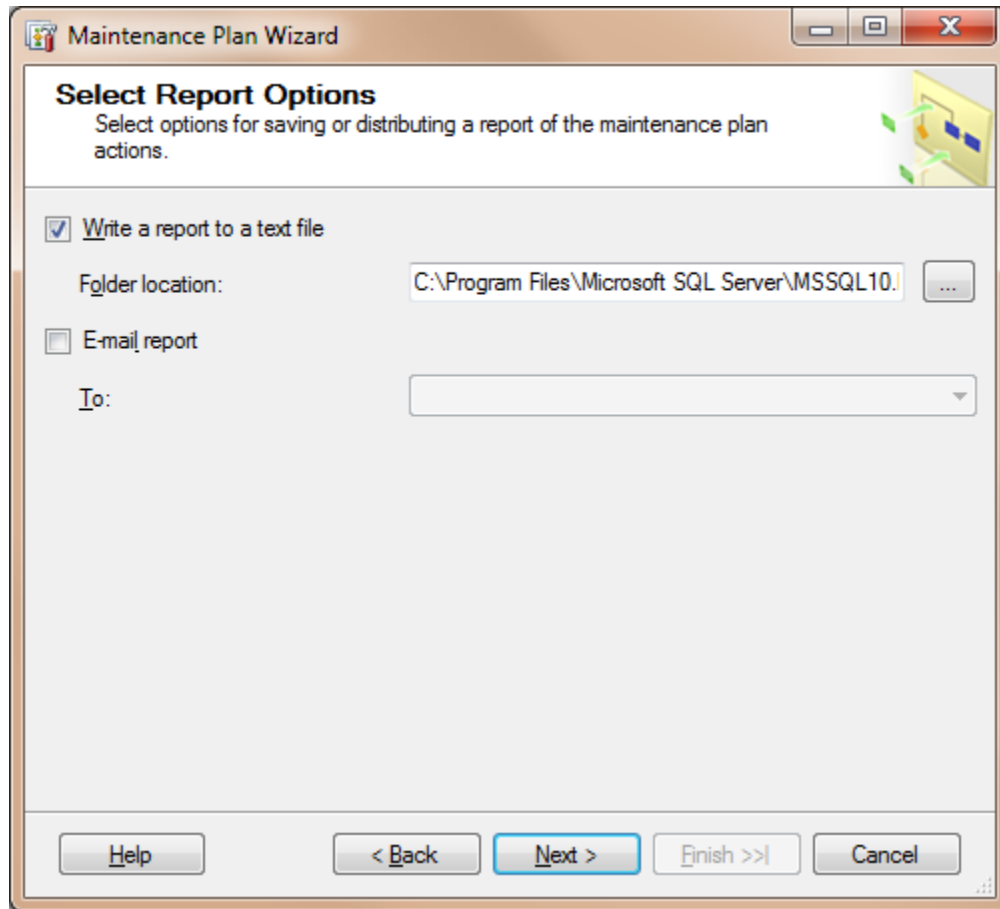 Maintenance Plan Wizard
Select Report Options
Select options for saving or distributing a report of the maintenance plan
actions.
Write a report to a text file
Folder location:
C:\Program Files\Microsoft SQL Server\MSSQL10.
...
E-mail report
To:
Help
< Back
Next >
Finish >>|
Cancel